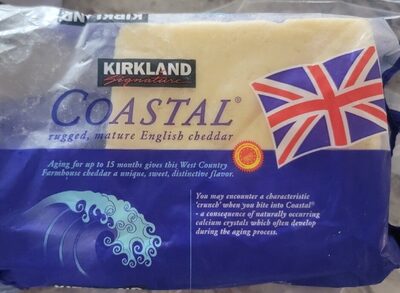 KIRKLAND
KIRKLAND
Signature
COASTAL®
rugged, mature English cheddar
Aging for up to 15 months gives this West Country
Farmhouse cheddar a unique, sweet, distinctive flavor.
You may encounter a characteristic
'crunch' when you bite into Coastal®
- a consequence of naturally occurring
calcium crystals which often develop
during the aging process.
KIRKLAND